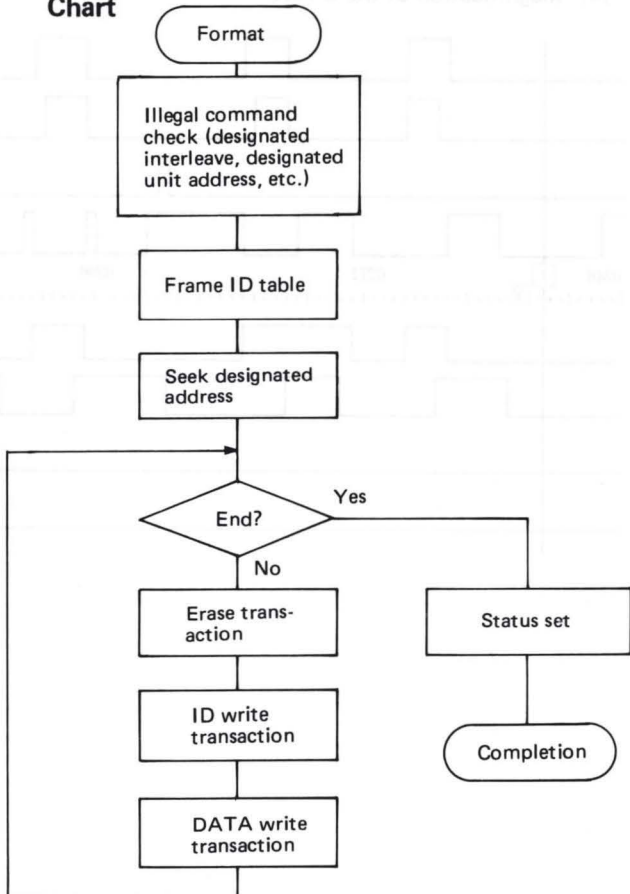 Chart
Format
Illegal command
check (designated
interleave, designated
unit address, etc.)
Frame ID table
Seek designated
address
End?
Yes
No
Erase trans-
action
Status set
ID write
transaction
Completion
DATA write
transaction